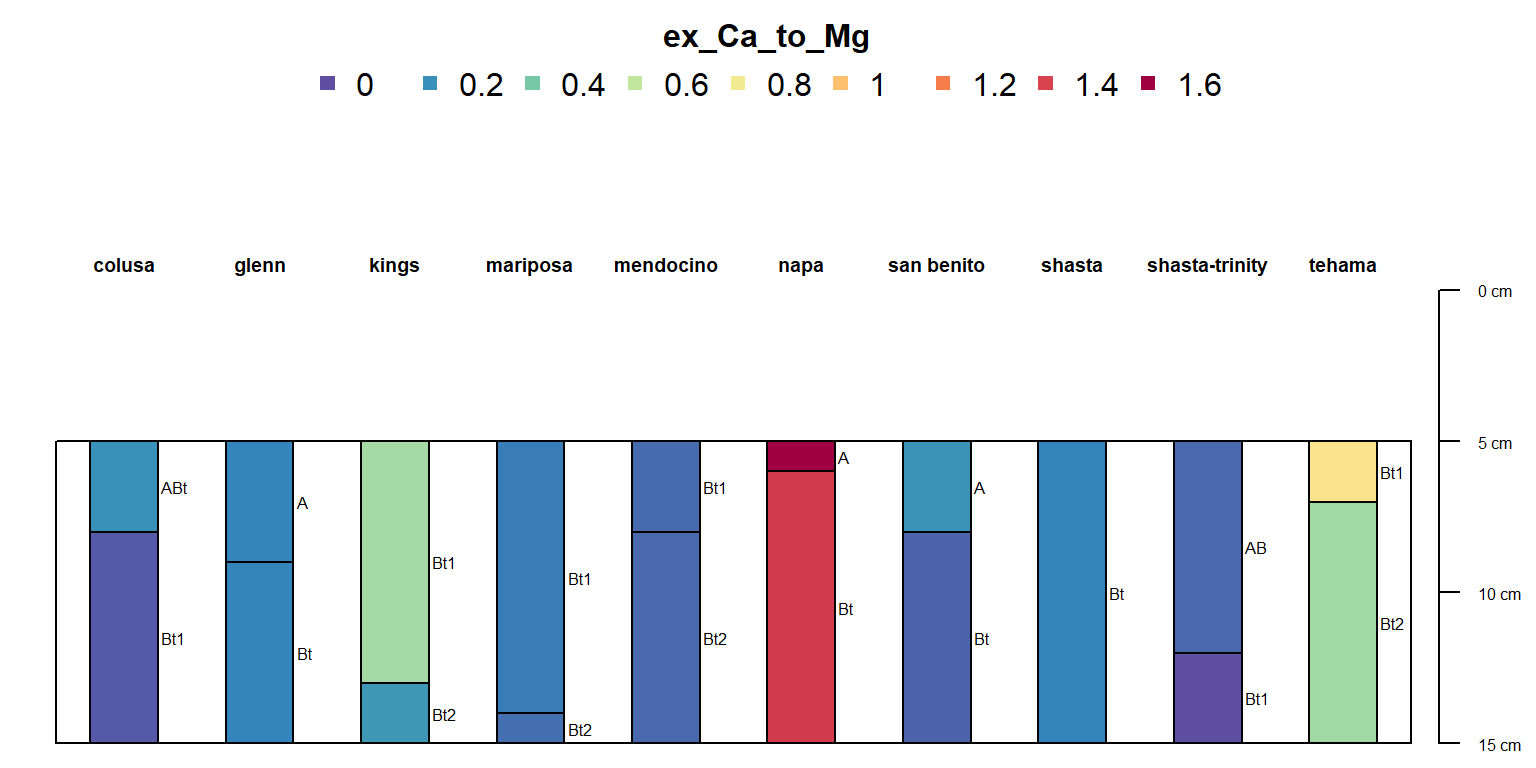 ex_Ca_to_Mg
0 0.2 0.4 0.6 0.8 1 1.2 1.4 1.6
colusa glenn kings mariposa mendocino napa san benito shasta shasta-trinity tehama
0 cm
5 cm
A
Bt1
ABt Bt1 A
A
AB
Bt1
Bt1
Bt
10 cm
Bt
Bt2
Bt1 Bt2 Bt
Bt
Bt1
Bt2
Bt2
15 cm